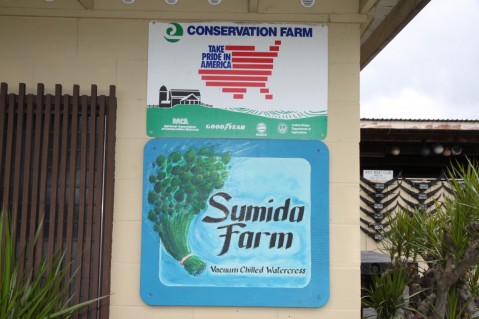 CONSERVATION FARM
TAKE
PRIDE IN
AMERICA
GOODYEAR
Sumida
Farm
Vacuum Chilled Watercress